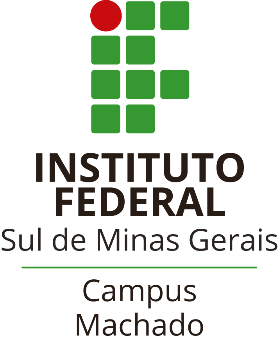 INSTITUTO
FEDERAL
Sul de Minas Gerais
Campus
Machado